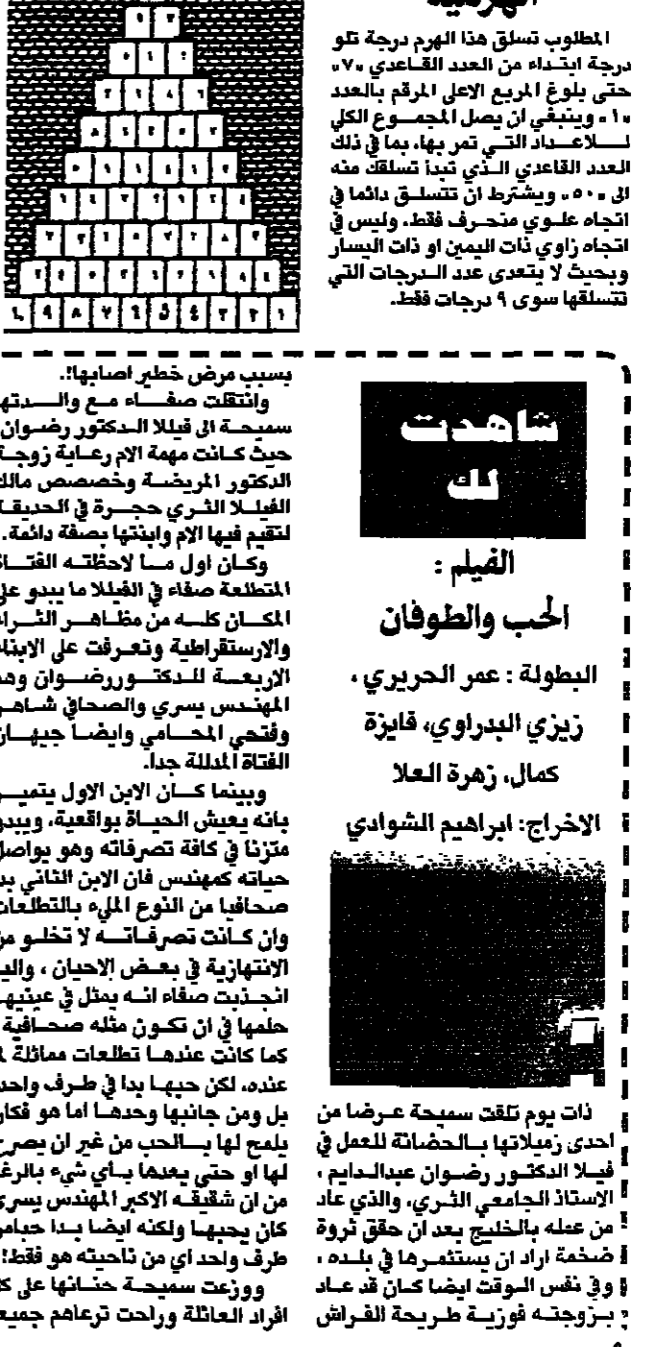 المطلوب تسلق هذا الهرم درجة تلو
درجة ابتداء من العدد القاعدي «٧»
حتى بلوغ المربع الاعلى المرقم بالعدد
«١» وينبغي ان يصل المجموع الكلي
للاعداد التي تمر بها، بما في ذلك
العدد القاعدي الذي تبدأ تسلقك منه
الى «٥٠» ويشترط ان تتسلق دائما في
اتجاه علوي منحرف فقط، وليس في
اتجاه زاوي ذات اليمين او ذات اليسار
وبحيث لا يتعدى عدد الدرجات التي
تتسلقها سوى ٩ درجات فقط.
شاهدت
لك
الفيلم :
الحب والطوفان
البطولة : عمر الحريري ،
زيزي البدراوي، فايزة
كمال، زهرة العلا
الاخراج: ابراهيم الشوادي
ذات يوم تلقت سميحة عرضا من
احدى زميلاتها بالحضانة للعمل في
فيلا الدكتور رضوان عبدالدايم ،
الاستاذ الجامعي الثري، والذي عاد
من عمله بالخليج بعد ان حقق ثروة
ضخمة اراد ان يستثمرها في بلده ،
وفي نفس الوقت ايضا كان قد عاد
بزوجته فوزية طريحة الفراش
بسبب مرض خطير اصابها!.
وانتقلت صفاء مع والدتها
سميحة الى فيللا الدكتور رضوان
حيث كانت مهمة الام رعاية زوجة
الدكتور المريضة وخصص مالك
الفيلا الثري حجرة في الحديقة
لتقيم فيها الام وابنتها بصفة دائمة.
وكان اول ما لاحظته الفتاة
المتطلعة صفاء في الفيللا ما يبدو على
المكان كله من مظاهر الثراء
والارستقراطية وتعرفت على الابناء
الاربعة للدكتور رضوان وهم
المهندس يسري والصحافي شاهر
وفتحي المحامي وايضاً جيهان
الفتاة المدللة جدا.
وبينما كان الابن الاول يتميز
بانه يعيش الحياة بواقعية، ويبدو
متزنا في كافة تصرفاته وهو يواصل
حياته كمهندس فان الابن الثاني بدا
صحافيا من النوع المليء بالتطلعات
وان كانت تصرفاته لا تخلو من
الانتهازية في بعض الاحيان ، واليه
انجذبت صفاء انه يمثل في عينيها
حلمها في ان تكون مثله صحافية
كما كانت عندها تطلعات مماثلة لما
عنده، لكن حبها بدا في طرف واحد
بل ومن جانبها وحدها اما هو فكان
يلمح لها بالحب من غير ان يصرح
لها او حتى يعدها بأي شيء بالرغم
من ان شقيقه الاكبر المهندس يسري
كان يحبها ولكنه ايضا بدا حبا من
طرف واحد اي من ناحيته هو فقط!
ووزعت سميحة حنانها على كل
افراد العائلة وراحت ترعاهم جميعا